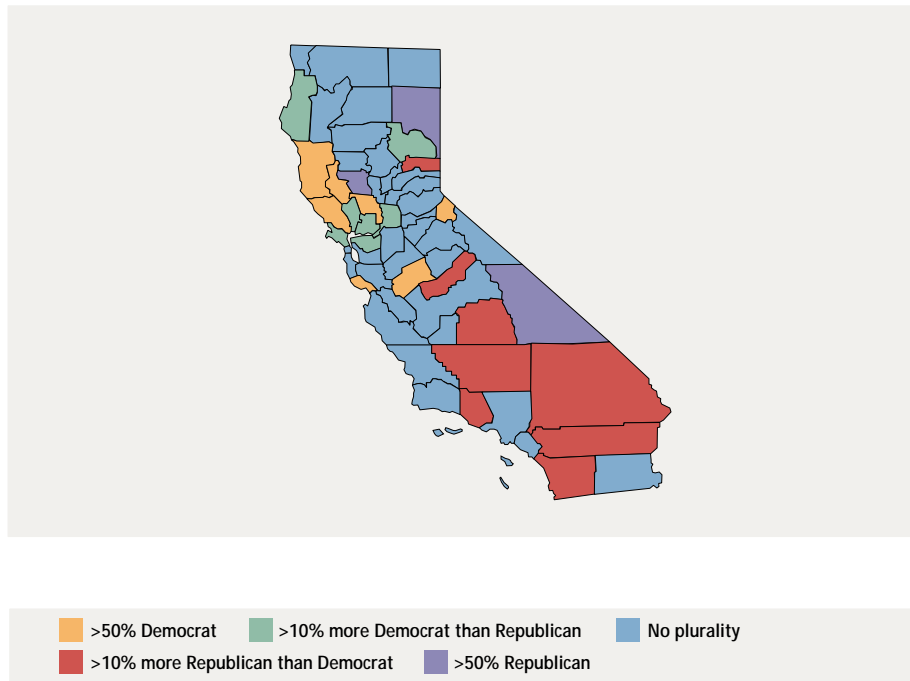 >50% Democrat >10% more Democrat than Republican No plurality
>10% more Republican than Democrat >50% Republican